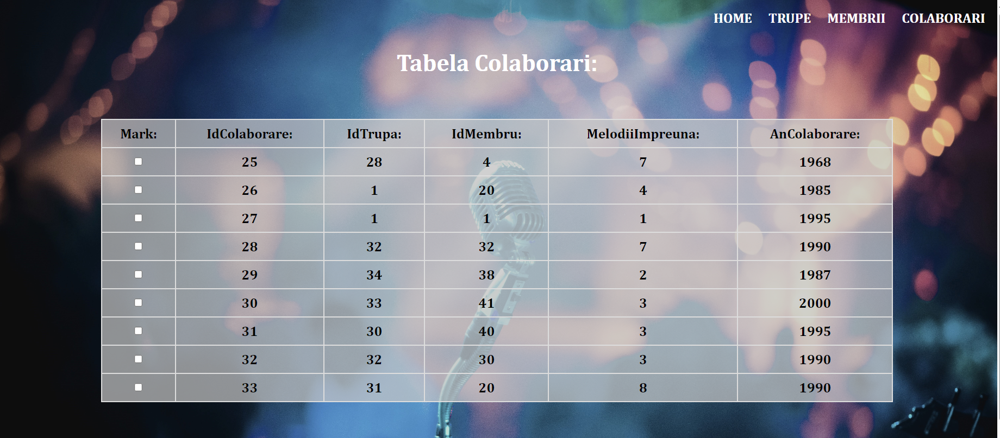 HOME TRUPE MEMBRII COLABORARI
Tabela Colaborari:
Mark: IdColaborare: IdTrupa: IdMembru: MelodiiImpreuna: AnColaborare:
25 28 4 7 1968
26 1 20 4 1985
27 1 1 1 1995
28 32 32 7 1990
29 34 38 2 1987
30 33 41 3 2000
31 30 40 3 1995
32 32 30 3 1990
33 31 20 8 1990